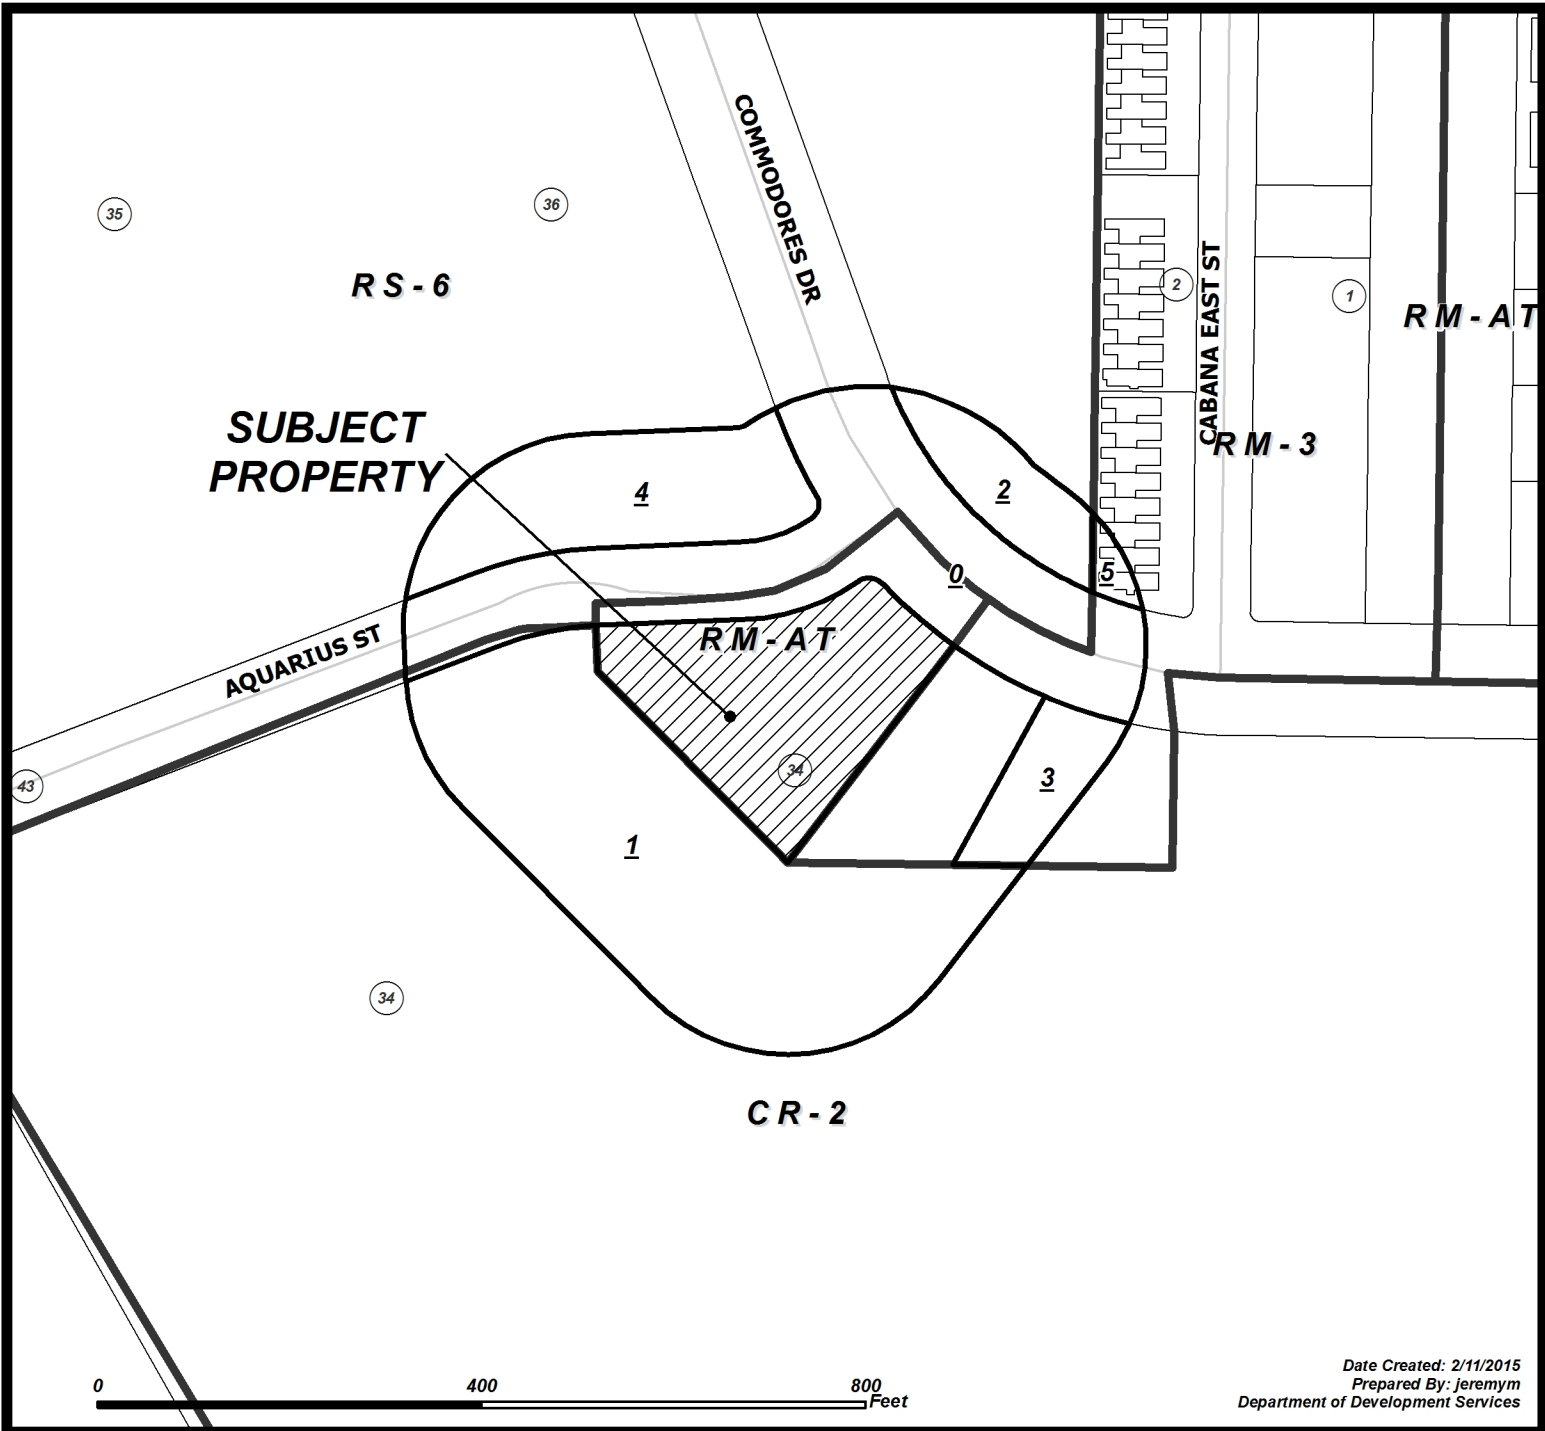 COMMODORES DR
35
36
RS-6
2
CABANA EAST ST
1
RM-AT
SUBJECT
PROPERTY
RM-3
4
2
0
5
RM-AT
AQUARIUS ST
34
3
43
1
34
CR-2
0
400
800
Feet
Date Created: 2/11/2015
Prepared By: jeremym
Department of Development Services